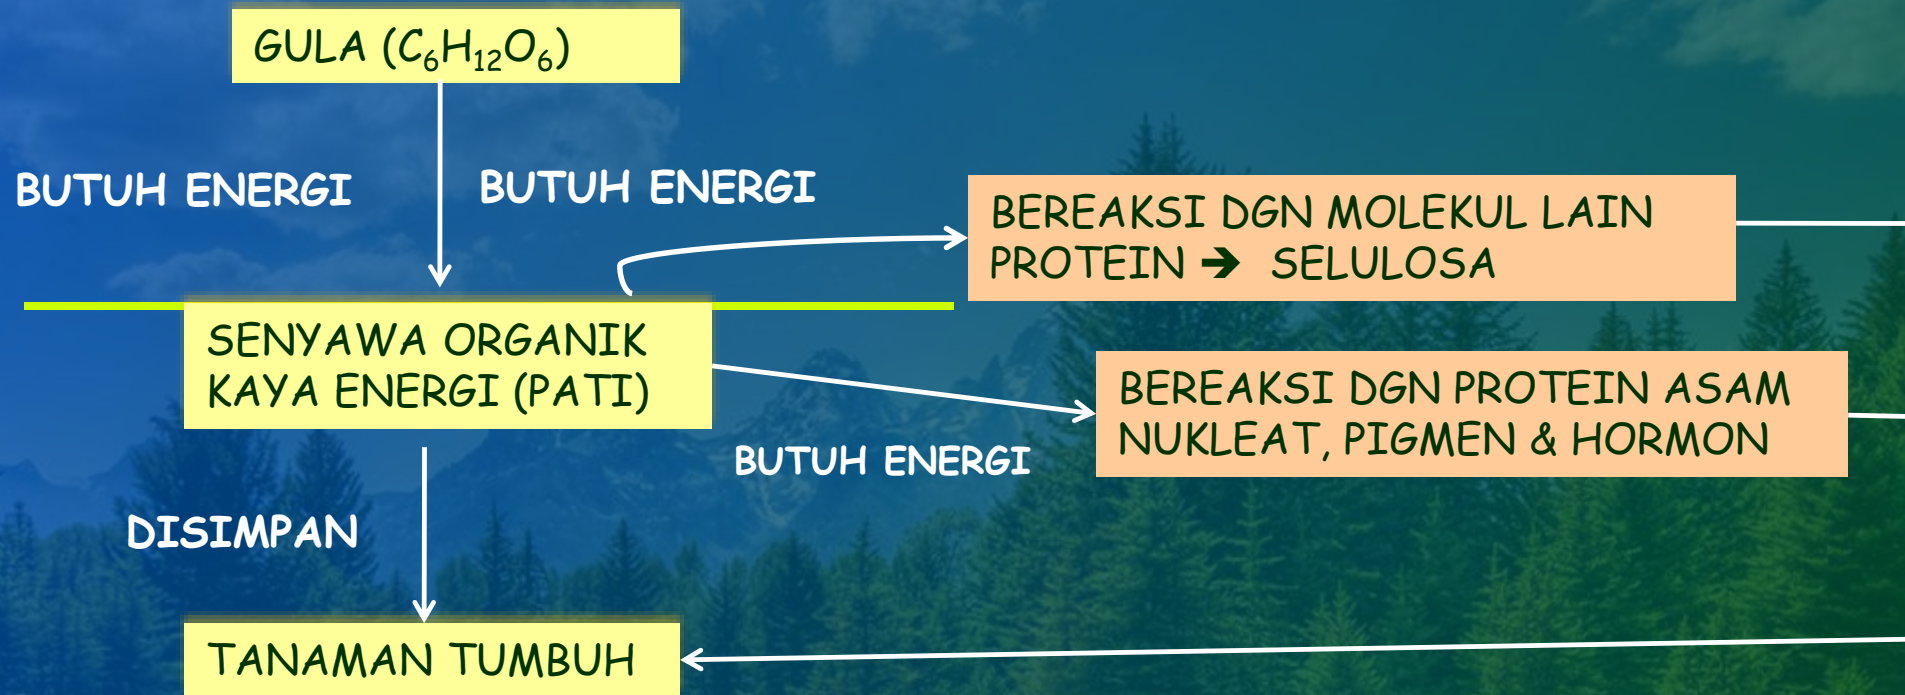 GULA (C₆H₁₂O₆)
BUTUH ENERGI
BUTUH ENERGI
BEREAKSI DGN MOLEKUL LAIN
PROTEIN ➔ SELULOSA
SENYAWA ORGANIK
KAYA ENERGI (PATI)
BEREAKSI DGN PROTEIN ASAM
NUKLEAT, PIGMEN & HORMON
BUTUH ENERGI
DISIMPAN
TANAMAN TUMBUH